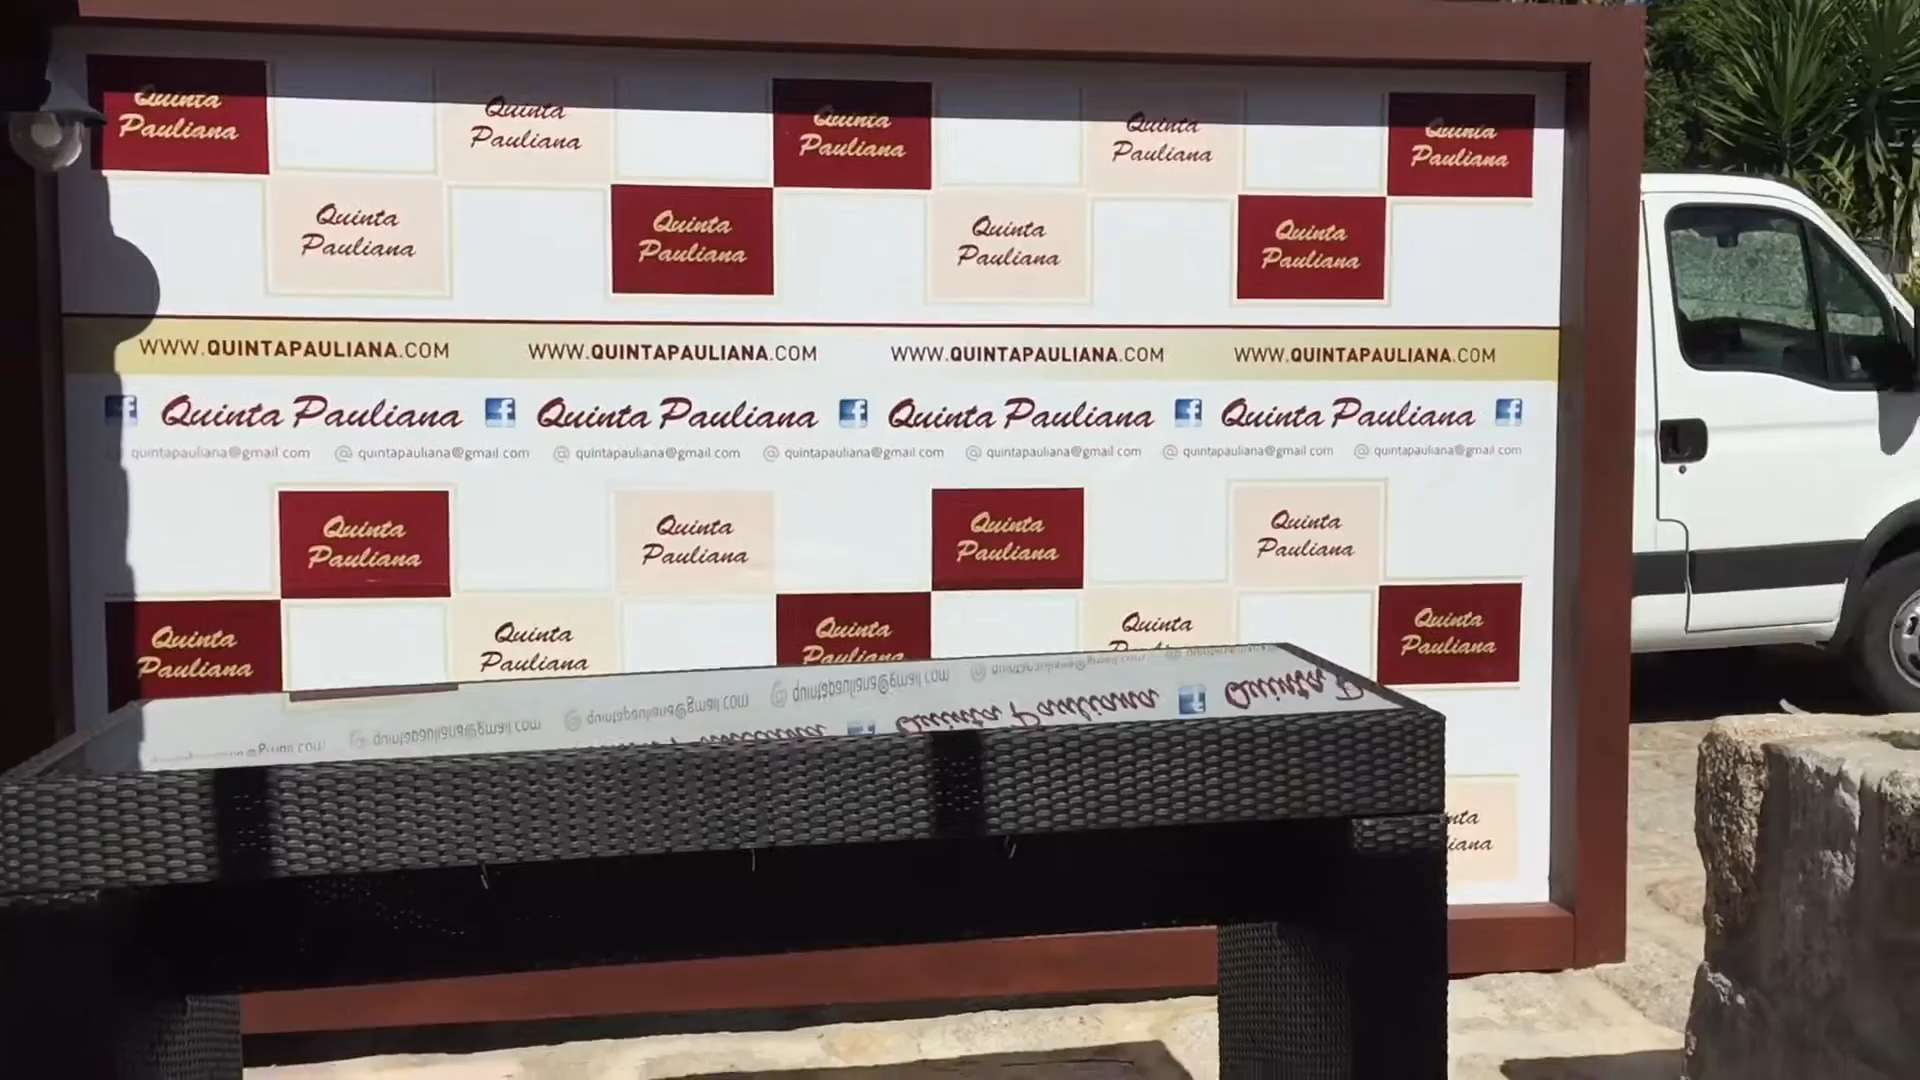 Quinta
Pauliana
Quinta
Pauliana
Quinta
Pauliana
Quinta
Pauliana
Quinta
Pauliana
Quinta
Pauliana
Quinta
Pauliana
Quinta
Pauliana
Quinta
Pauliana
WWW.QUINTAPAULIANA.COM WWW.QUINTAPAULIANA.COM WWW.QUINTAPAULIANA.COM WWW.QUINTAPAULIANA.COM
f Quinta Pauliana f Quinta Pauliana f Quinta Pauliana f Quinta Pauliana f
quintapauliana@gmail com @ quintapauliana@gmail com @ quintapauliana@gmail com @ quintapauliana@gmail com @ quintapauliana@gmail com @ quintapauliana@gmail com @ quintapauliana@gmail com
Quinta
Pauliana
Quinta
Pauliana
Quinta
Pauliana
Quinta
Pauliana
Quinta
Pauliana
Quinta
Pauliana
Quinta
Pauliana
Quinta
Quinta
Pauliana
nta
iana